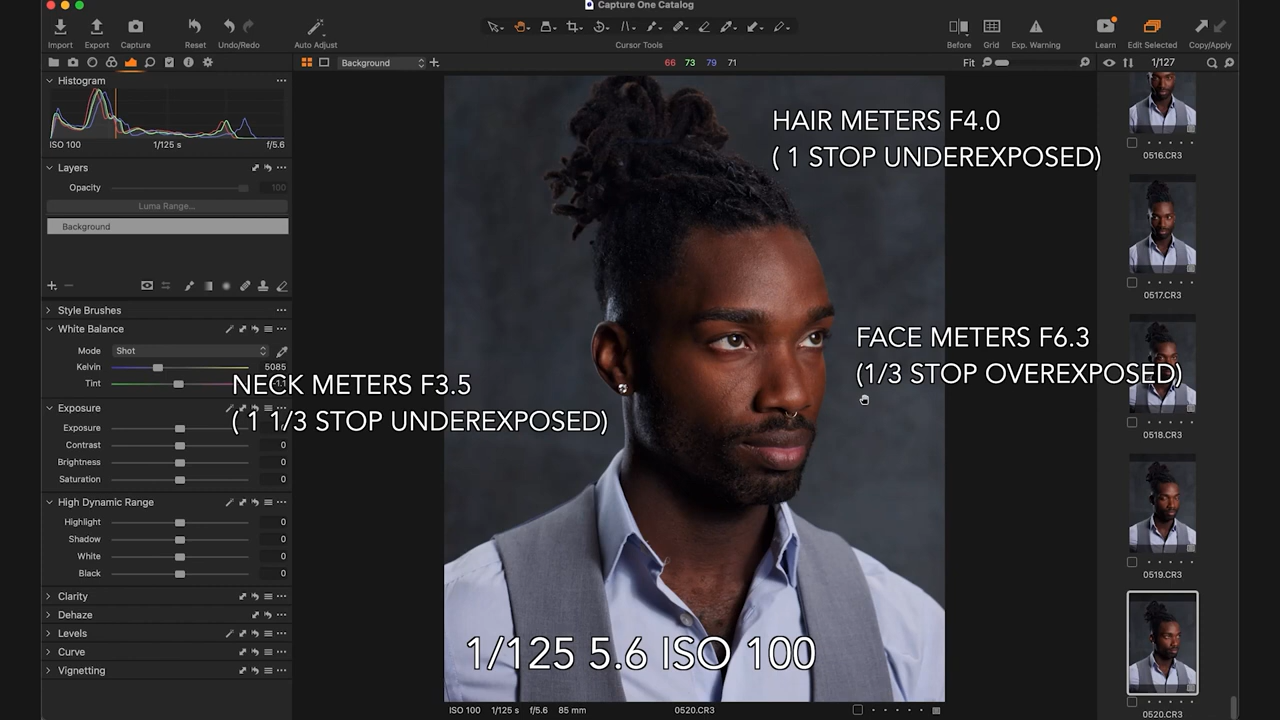 Capture One Catalog
Import Export Capture Reset Undo/Redo Auto Adjust Cursor Tools Before Grid Exp. Warning Learn Edit Selected Copy/Apply
Background 66 73 79 71 Fit 1/127
Histogram
ISO 100 1/125 s f/5.6
Layers
Opacity 100
Luma Range...
Background
Style Brushes
White Balance
Mode Shot
Kelvin 5085
Tint
Exposure
Exposure
Contrast 0
Brightness 0
Saturation 0
High Dynamic Range
Highlight 0
Shadow 0
White 0
Black 0
Clarity
Dehaze
Levels
Curve
Vignetting
HAIR METERS F4.0
( 1 STOP UNDEREXPOSED)
FACE METERS F6.3
(1/3 STOP OVEREXPOSED)
NECK METERS F3.5
( 1 1/3 STOP UNDEREXPOSED)
1/125 5.6 ISO 100
ISO 100 1/125 s f/5.6 85 mm 0520.CR3
0516.CR3
0517.CR3
0518.CR3
0519.CR3
0520.CR3